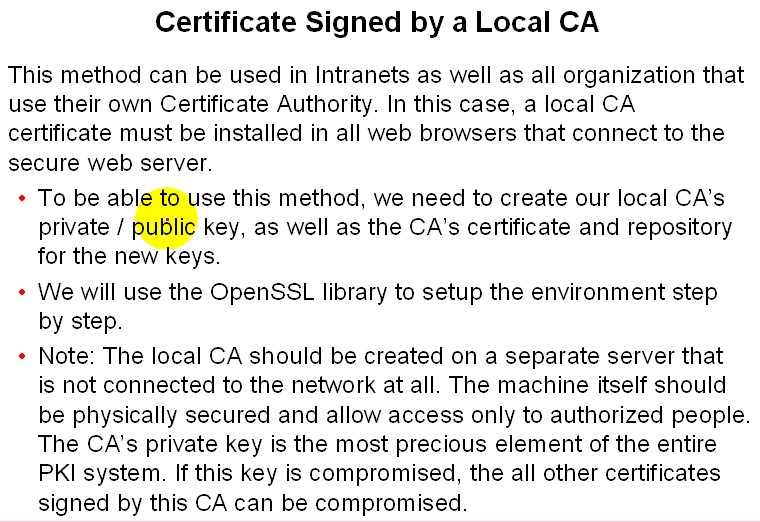 Certificate Signed by a Local CA
This method can be used in Intranets as well as all organization that
use their own Certificate Authority. In this case, a local CA
certificate must be installed in all web browsers that connect to the
secure web server.
• To be able to use this method, we need to create our local CA's
private / public key, as well as the CA's certificate and repository
for the new keys.
• We will use the OpenSSL library to setup the environment step
by step.
• Note: The local CA should be created on a separate server that
is not connected to the network at all. The machine itself should
be physically secured and allow access only to authorized people.
The CA's private key is the most precious element of the entire
PKI system. If this key is compromised, the all other certificates
signed by this CA can be compromised.